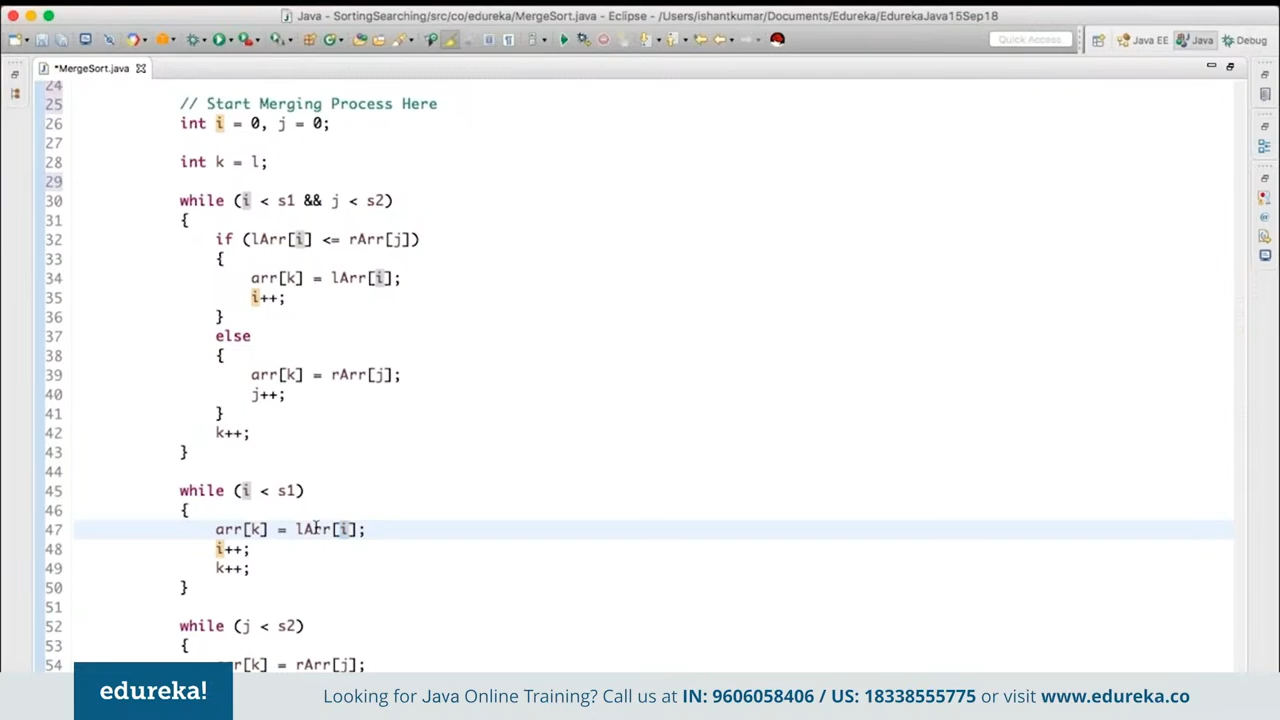 Java - SortingSearching/src/co/edureka/MergeSort.java - Eclipse - /Users/ishantkumar/Documents/Edureka/EdurekaJava15Sep18
Quick Access
Java EE
Java
Debug
*MergeSort.java
24
25 // Start Merging Process Here
26 int i = 0, j = 0;
27
28 int k = l;
29
30 while (i < s1 && j < s2)
31 {
32 if (lArr[i] <= rArr[j])
33 {
34 arr[k] = lArr[i];
35 i++;
36 }
37 else
38 {
39 arr[k] = rArr[j];
40 j++;
41 }
42 k++;
43 }
44
45 while (i < s1)
46 {
47 arr[k] = lArr[i];
48 i++;
49 k++;
50 }
51
52 while (j < s2)
53 {
54 arr[k] = rArr[j];
edureka!
Looking for Java Online Training? Call us at IN: 9606058406 / US: 18338555775 or visit www.edureka.co